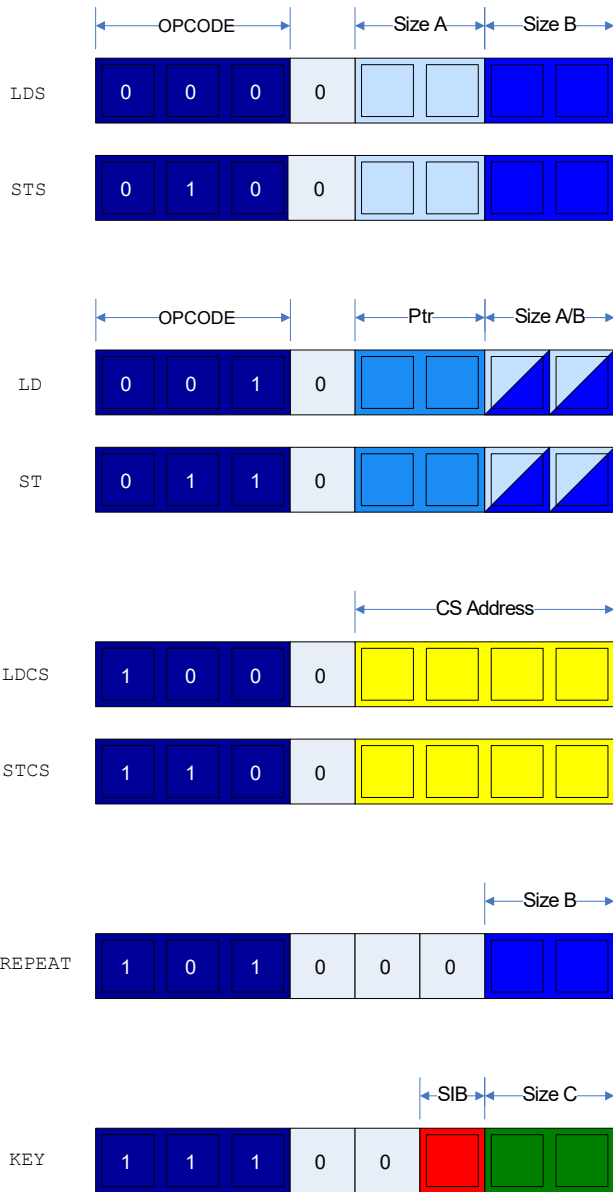 OPCODE Size A Size B
LDS 0 0 0 0
STS 0 1 0 0
OPCODE Ptr Size A/B
LD 0 0 1 0
ST 0 1 1 0
CS Address
LDCS 1 0 0 0
STCS 1 1 0 0
Size B
REPEAT 1 0 1 0 0 0
SIB Size C
KEY 1 1 1 0 0